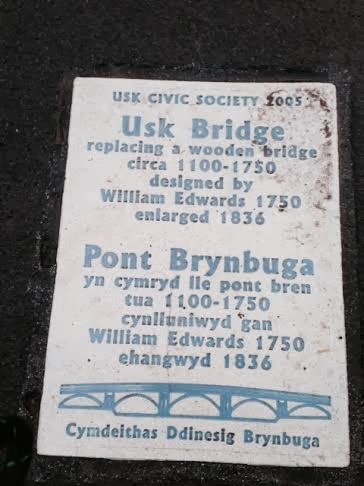 USK CIVIC SOCIETY 2005
Usk Bridge
replacing a wooden bridge
circa 1100-1750
designed by
William Edwards 1750
enlarged 1836
Pont Brynbuga
yn cymryd lle pont bren
tua 1100-1750
cynlluniwyd gan
William Edwards 1750
ehangwyd 1836
Cymdeithas Ddinesig Brynbuga